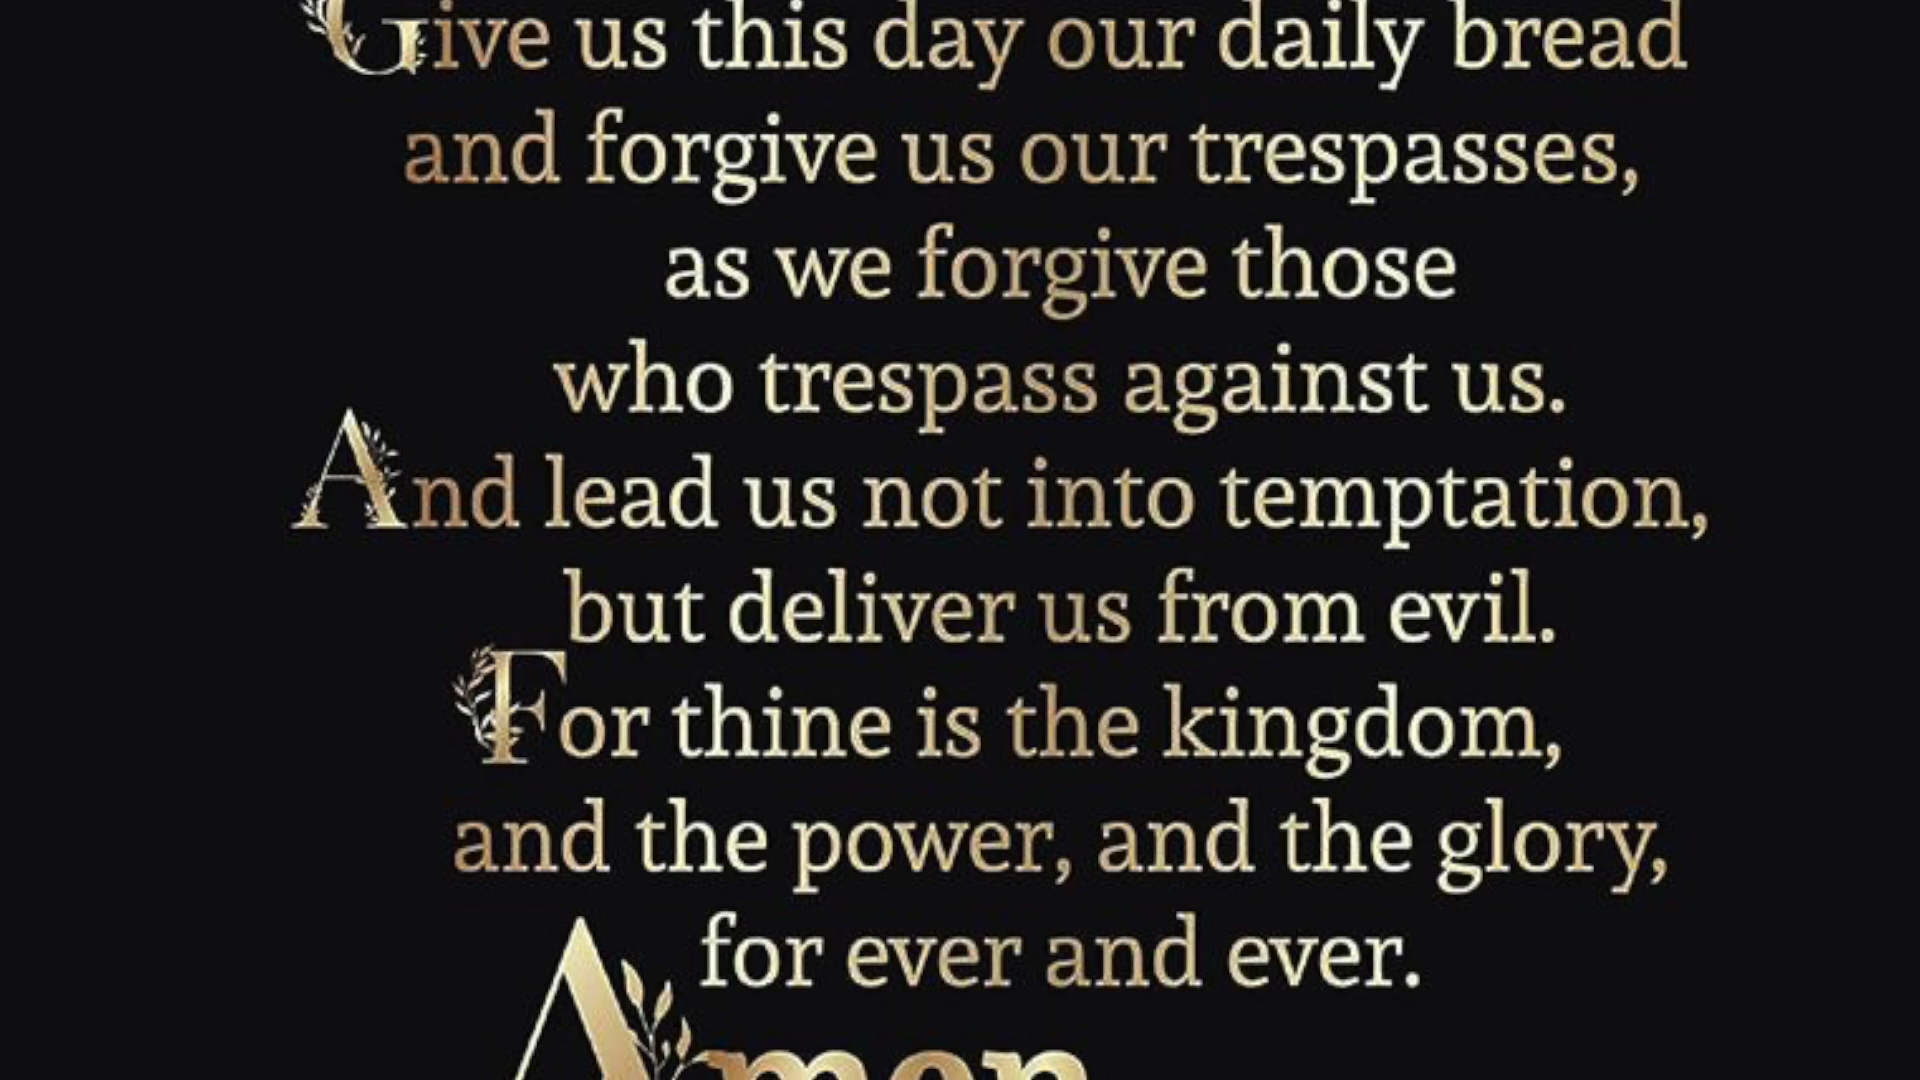 Give us this day our daily bread
and forgive us our trespasses,
as we forgive those
who trespass against us.
And lead us not into temptation,
but deliver us from evil.
For thine is the kingdom,
and the power, and the glory,
for ever and ever.
Amen